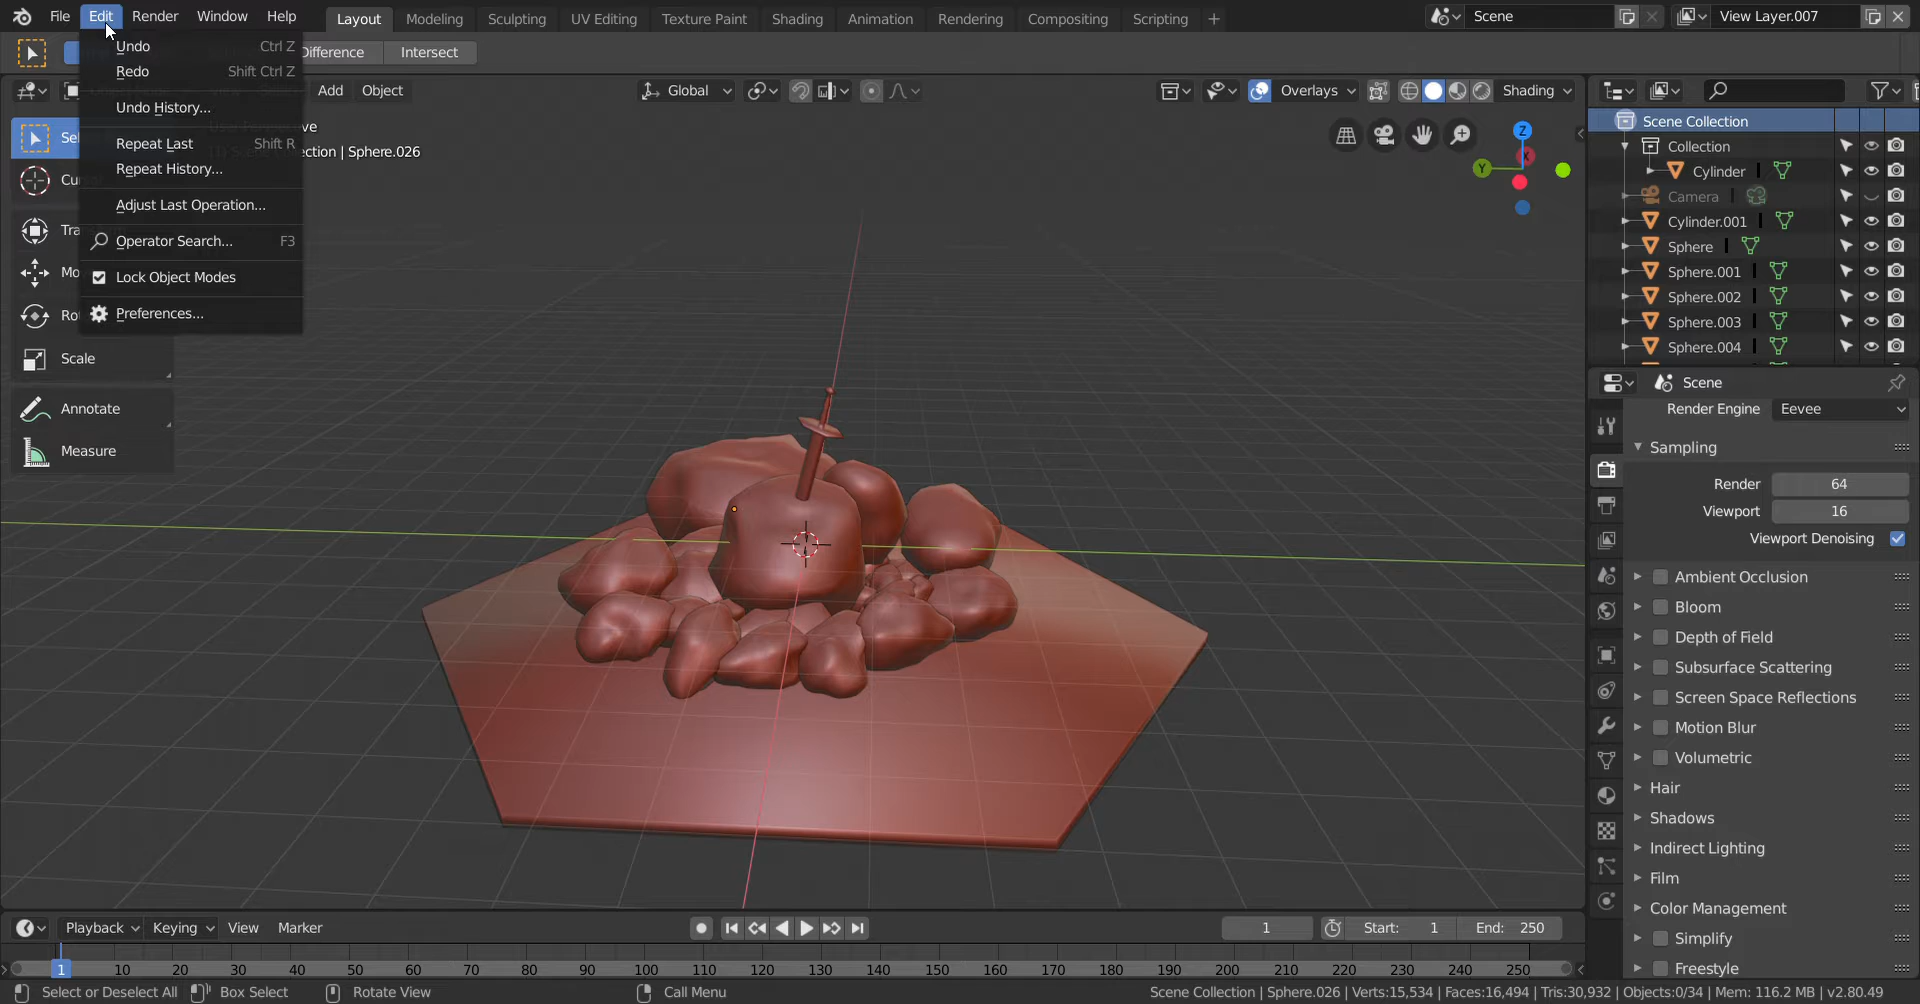 File Edit Render Window Help Layout Modeling Sculpting UV Editing Texture Paint Shading Animation Rendering Compositing Scripting + Scene View Layer.007
Difference Intersect
Undo Ctrl Z
Redo Shift Ctrl Z
Undo History...
Repeat Last Shift R
Repeat History...
Adjust Last Operation...
Operator Search... F3
Lock Object Modes
Preferences...
Add Object Global Overlays Shading
(1) Scene Collection | Sphere.026
Scale
Annotate
Measure
Z
Y
X
Scene Collection
Collection
Cylinder
Camera
Cylinder.001
Sphere
Sphere.001
Sphere.002
Sphere.003
Sphere.004
Scene
Render Engine Eevee
Sampling
Render 64
Viewport 16
Viewport Denoising
Ambient Occlusion
Bloom
Depth of Field
Subsurface Scattering
Screen Space Reflections
Motion Blur
Volumetric
Hair
Shadows
Indirect Lighting
Film
Color Management
Simplify
Freestyle
Playback Keying View Marker 1 Start: 1 End: 250
1 10 20 30 40 50 60 70 80 90 100 110 120 130 140 150 160 170 180 190 200 210 220 230 240 250
Select or Deselect All Box Select Rotate View Call Menu Scene Collection | Sphere.026 | Verts:15,534 | Faces:16,494 | Tris:30,932 | Objects:0/34 | Mem: 116.2 MB | v2.80.49